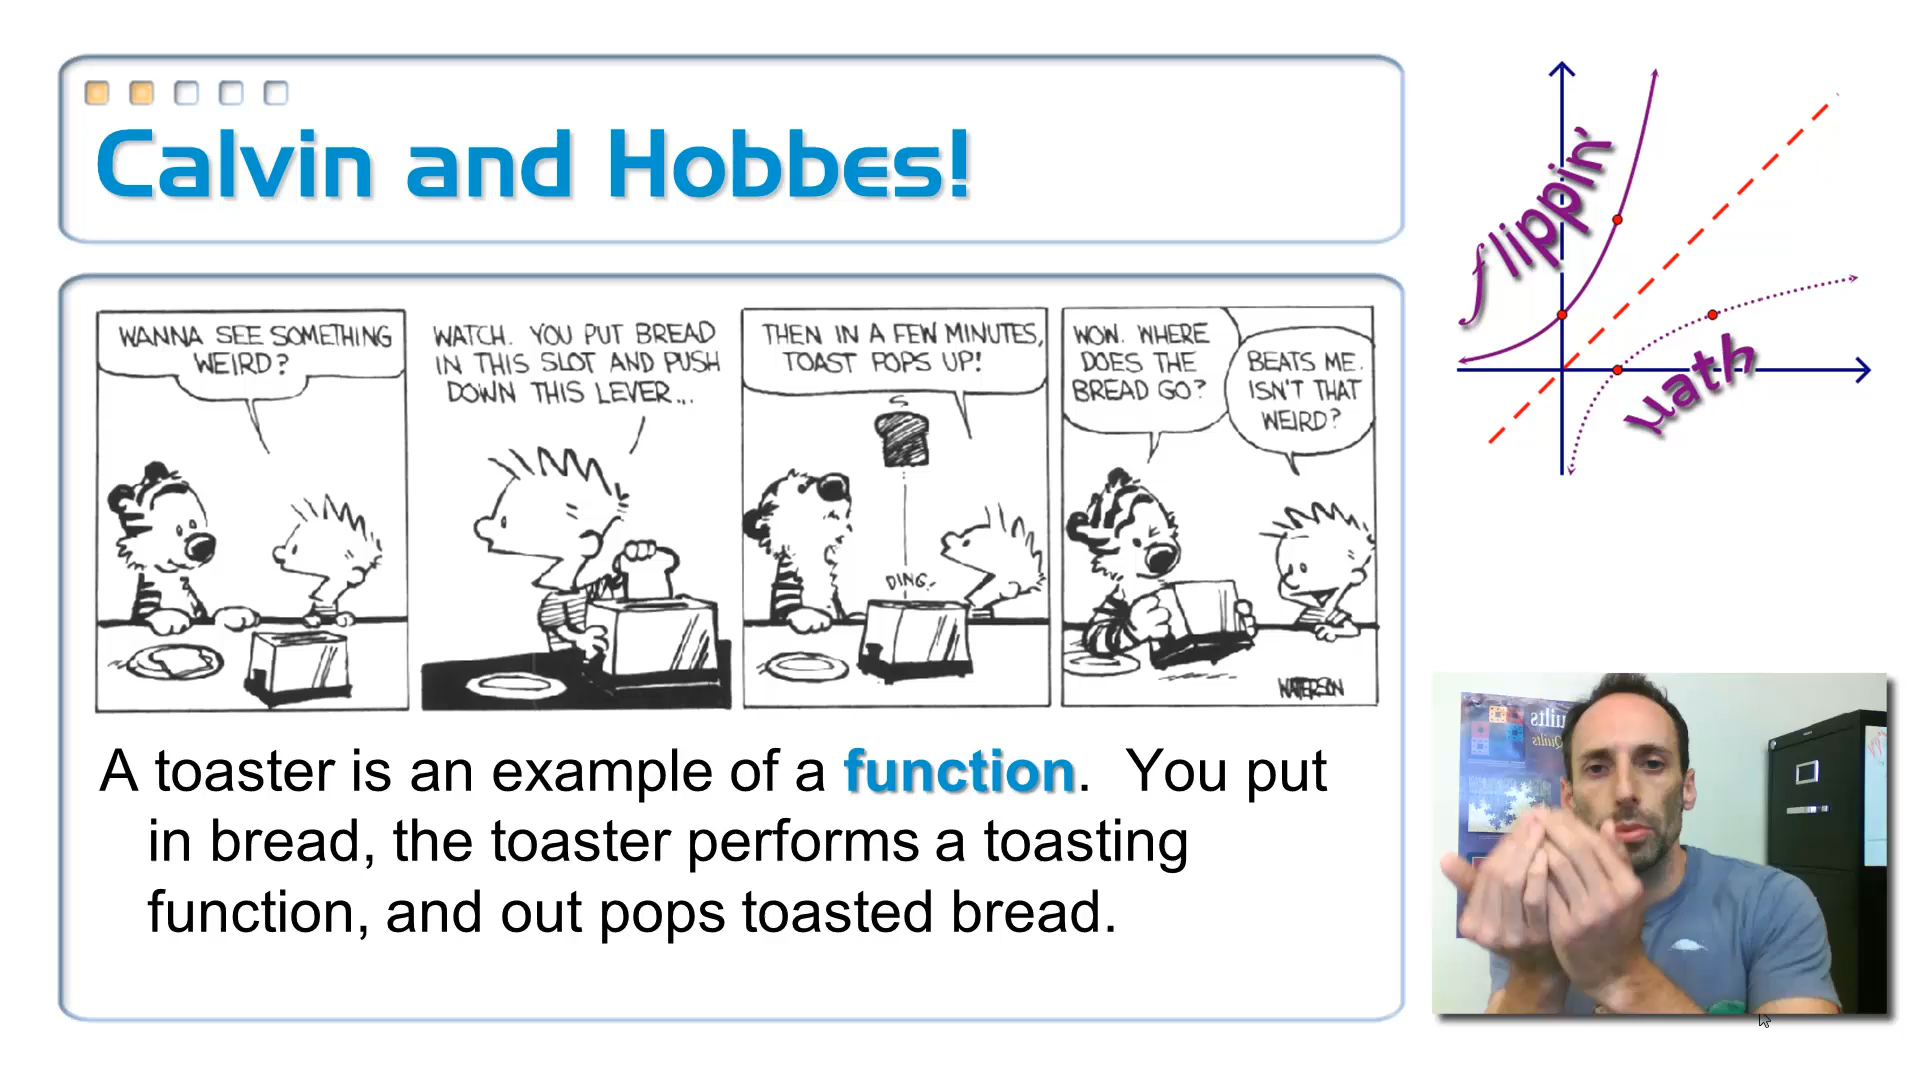 Calvin and Hobbes!
WANNA SEE SOMETHING
WEIRD?
WATCH. YOU PUT BREAD
IN THIS SLOT AND PUSH
DOWN THIS LEVER...
THEN IN A FEW MINUTES,
TOAST POPS UP!
DING!
WOW. WHERE
DOES THE
BREAD GO?
BEATS ME.
ISN'T THAT
WEIRD?
WATTERSON
A toaster is an example of a function. You put
in bread, the toaster performs a toasting
function, and out pops toasted bread.
flippin'
math
Quilts